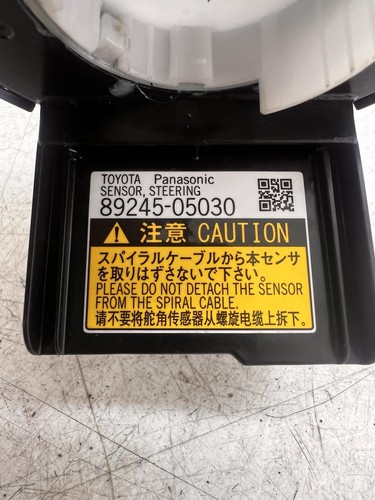 TOYOTA Panasonic
SENSOR, STEERING
89245-05030
注意 CAUTION
スパイラルケーブルから本センサ
を取りはずさないで下さい。
PLEASE DO NOT DETACH THE SENSOR
FROM THE SPIRAL CABLE.
请不要将舵角传感器从螺旋电缆上拆下。